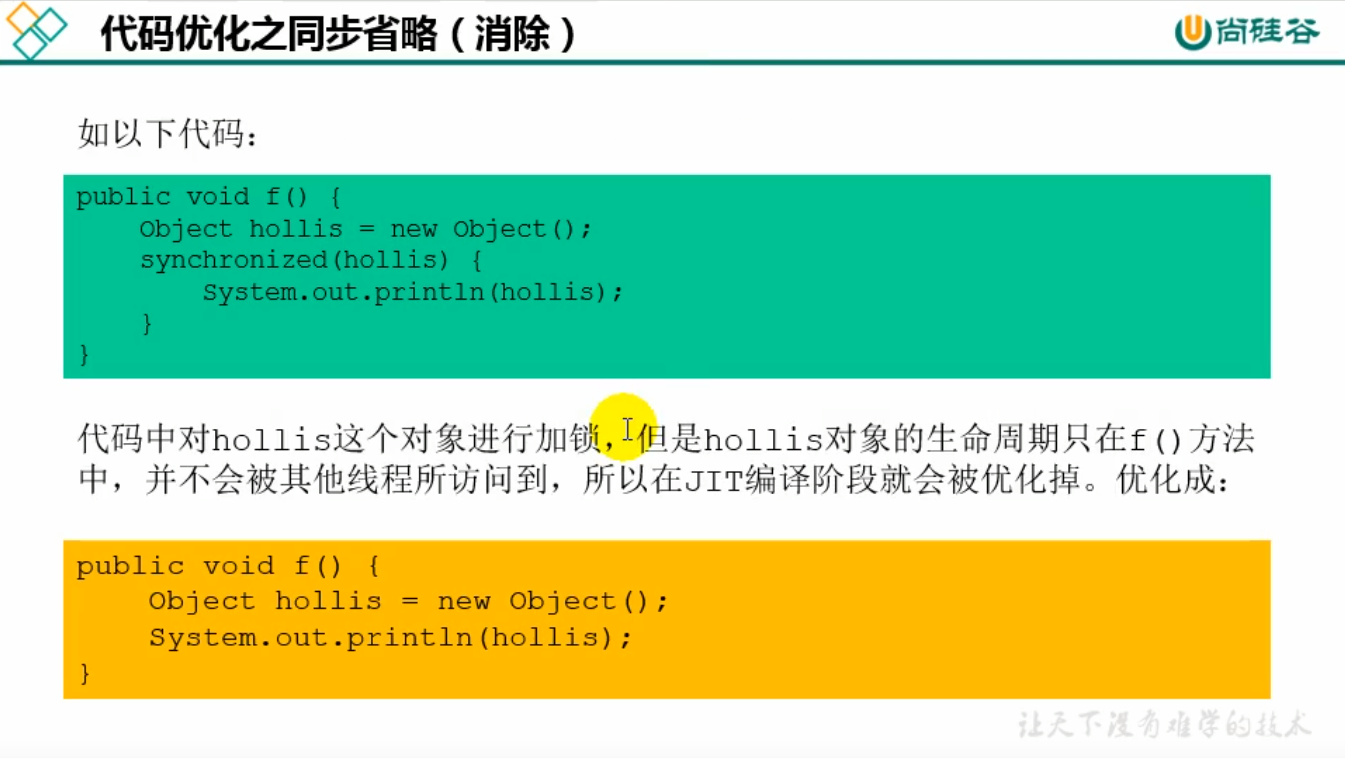 代码优化之同步省略（消除）
尚硅谷
如以下代码：
public void f() {
    Object hollis = new Object();
    synchronized(hollis) {
        System.out.println(hollis);
    }
}
代码中对hollis这个对象进行加锁，但是hollis对象的生命周期只在f()方法
中，并不会被其他线程所访问到，所以在JIT编译阶段就会被优化掉。优化成：
public void f() {
    Object hollis = new Object();
    System.out.println(hollis);
}
让天下没有难学的技术